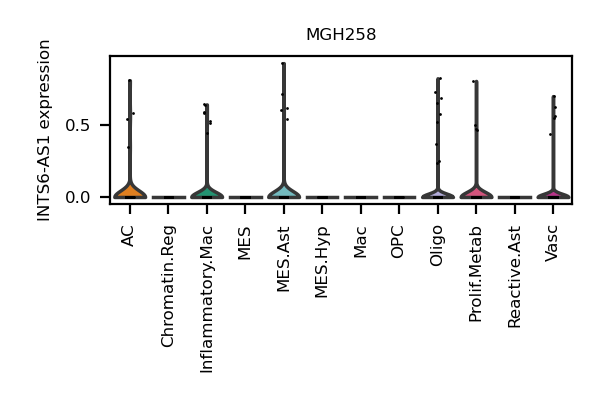 MGH258
INTS6-AS1 expression
0.5
0.0
AC
Chromatin.Reg
Inflammatory.Mac
MES
MES.Ast
MES.Hyp
Mac
OPC
Oligo
Prolif.Metab
Reactive.Ast
Vasc